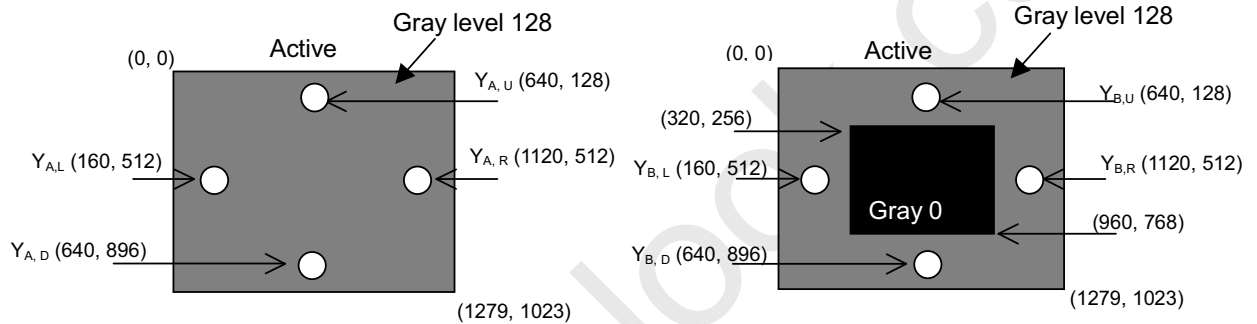 Gray level 128
Active
(0, 0)
Y_A, U (640, 128)
Y_A,L (160, 512)
Y_A, R (1120, 512)
Y_A, D (640, 896)
(1279, 1023)
Gray level 128
Active
(0, 0)
Y_B,U (640, 128)
(320, 256)
Y_B, L (160, 512)
Y_B,R (1120, 512)
Gray 0
(960, 768)
Y_B, D (640, 896)
(1279, 1023)